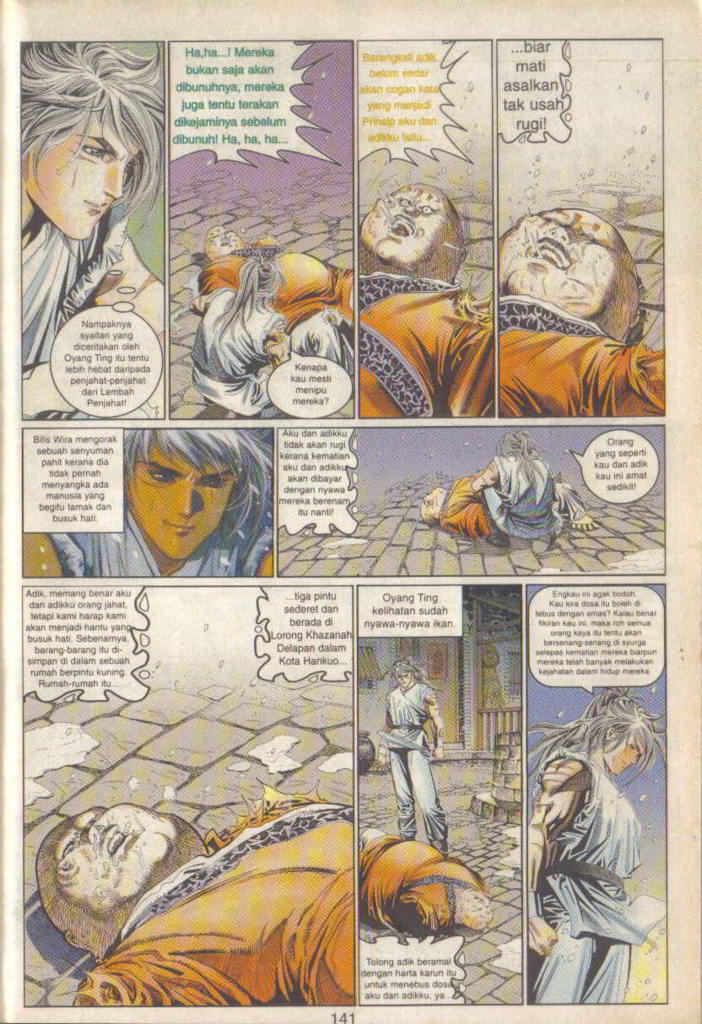 Nampaknya
syaitan yang
diceritakan oleh
Oyang Ting itu tentu
lebih hebat daripada
penjahat-penjahat
dari Lembah
Penjahat!
Ha,ha...! Mereka
bukan saja akan
dibunuhnya, mereka
juga tentu terakan
dikejaminya sebelum
dibunuh! Ha, ha, ha...
Kenapa
kau mesti
menipu
mereka?
Barangkali adik
belum sedar
akan cogan kata
yang menjadi
Prinsip aku dan
adikku iaitu...
...biar
mati
asalkan
tak usah
rugi!
Bilis Wira mengorak
sebuah senyuman
pahit kerana dia
tidak pernah
menyangka ada
manusia yang
begitu tamak dan
busuk hati.
Aku dan adikku
tidak akan rugi
kerana kematian
aku dan adikku
akan dibayar
dengan nyawa
mereka berenam
itu nanti!
Orang
yang seperti
kau dan adik
kau ini amat
sedikit!
Adik, memang benar aku
dan adikku orang jahat,
tetapi kami harap kami
akan menjadi hantu yang
busuk hati. Sebenarnya,
barang-barang itu di-
simpan di dalam sebuah
rumah berpintu kuning.
Rumah-rumah itu...
...tiga pintu
sederet dan
berada di
Lorong Khazanah
Delapan dalam
Kota Hankuo...
Oyang Ting
kelihatan sudah
nyawa-nyawa ikan.
Tolong adik beramal
dengan harta karun itu
untuk menebus dosa
aku dan adikku, ya...
Engkau ini agak bodoh.
Kau kira dosa itu boleh di
tebus dengan emas? Kalau benar
fikiran kau ini, maka roh semua
orang kaya itu tentu akan
bersenang-senang di syurga
selepas kematian mereka biarpun
mereka telah banyak melakukan
kejahatan dalam hidup mereka.
141